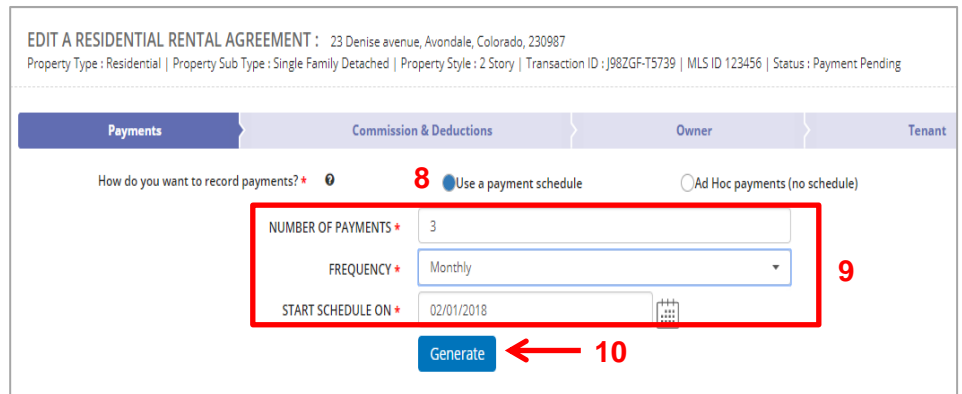 EDIT A RESIDENTIAL RENTAL AGREEMENT : 23 Denise avenue, Avondale, Colorado, 230987
Property Type : Residential | Property Sub Type : Single Family Detached | Property Style : 2 Story | Transaction ID : J98ZGF-T5739 | MLS ID 123456 | Status : Payment Pending
Payments Commission & Deductions Owner Tenant
How do you want to record payments? * ? 8 Use a payment schedule Ad Hoc payments (no schedule)
NUMBER OF PAYMENTS * 3
FREQUENCY * Monthly 9
START SCHEDULE ON * 02/01/2018
Generate 10